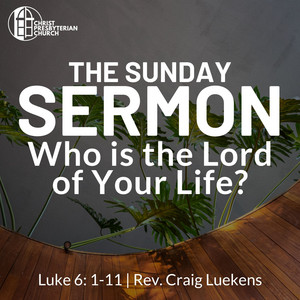 CHRIST
PRESBYTERIAN
CHURCH
THE SUNDAY
SERMON
Who is the Lord
of Your Life?
Luke 6: 1-11 | Rev. Craig Luekens